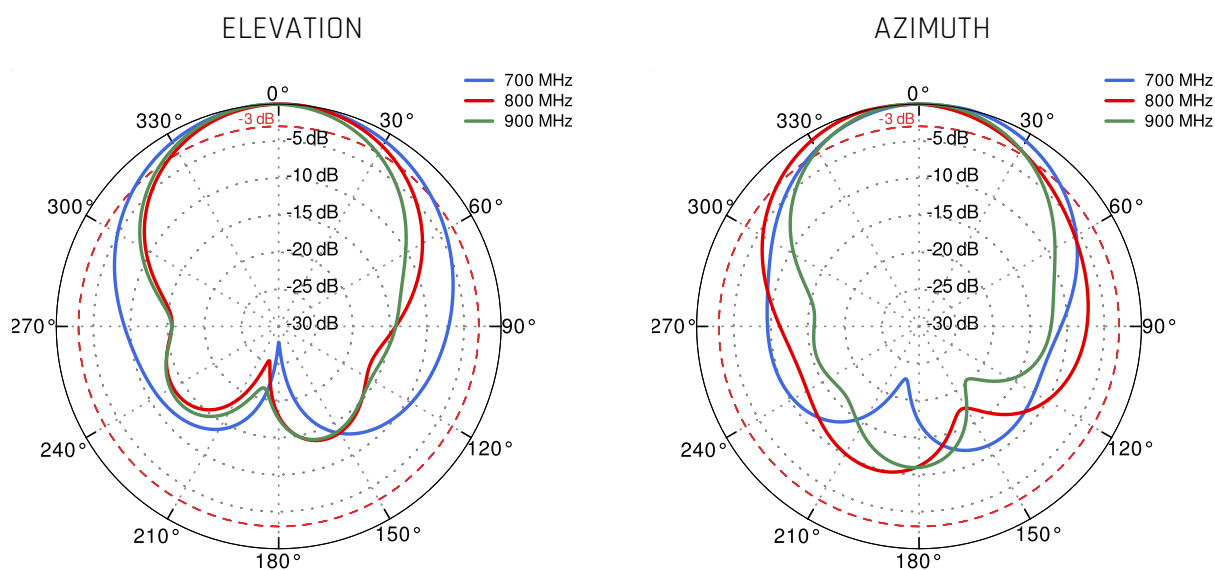 ELEVATION
700 MHz
800 MHz
900 MHz
0°
30°
60°
90°
120°
150°
180°
210°
240°
270°
300°
330°
-3 dB
-5 dB
-10 dB
-15 dB
-20 dB
-25 dB
-30 dB
AZIMUTH
700 MHz
800 MHz
900 MHz
0°
30°
60°
90°
120°
150°
180°
210°
240°
270°
300°
330°
-3 dB
-5 dB
-10 dB
-15 dB
-20 dB
-25 dB
-30 dB